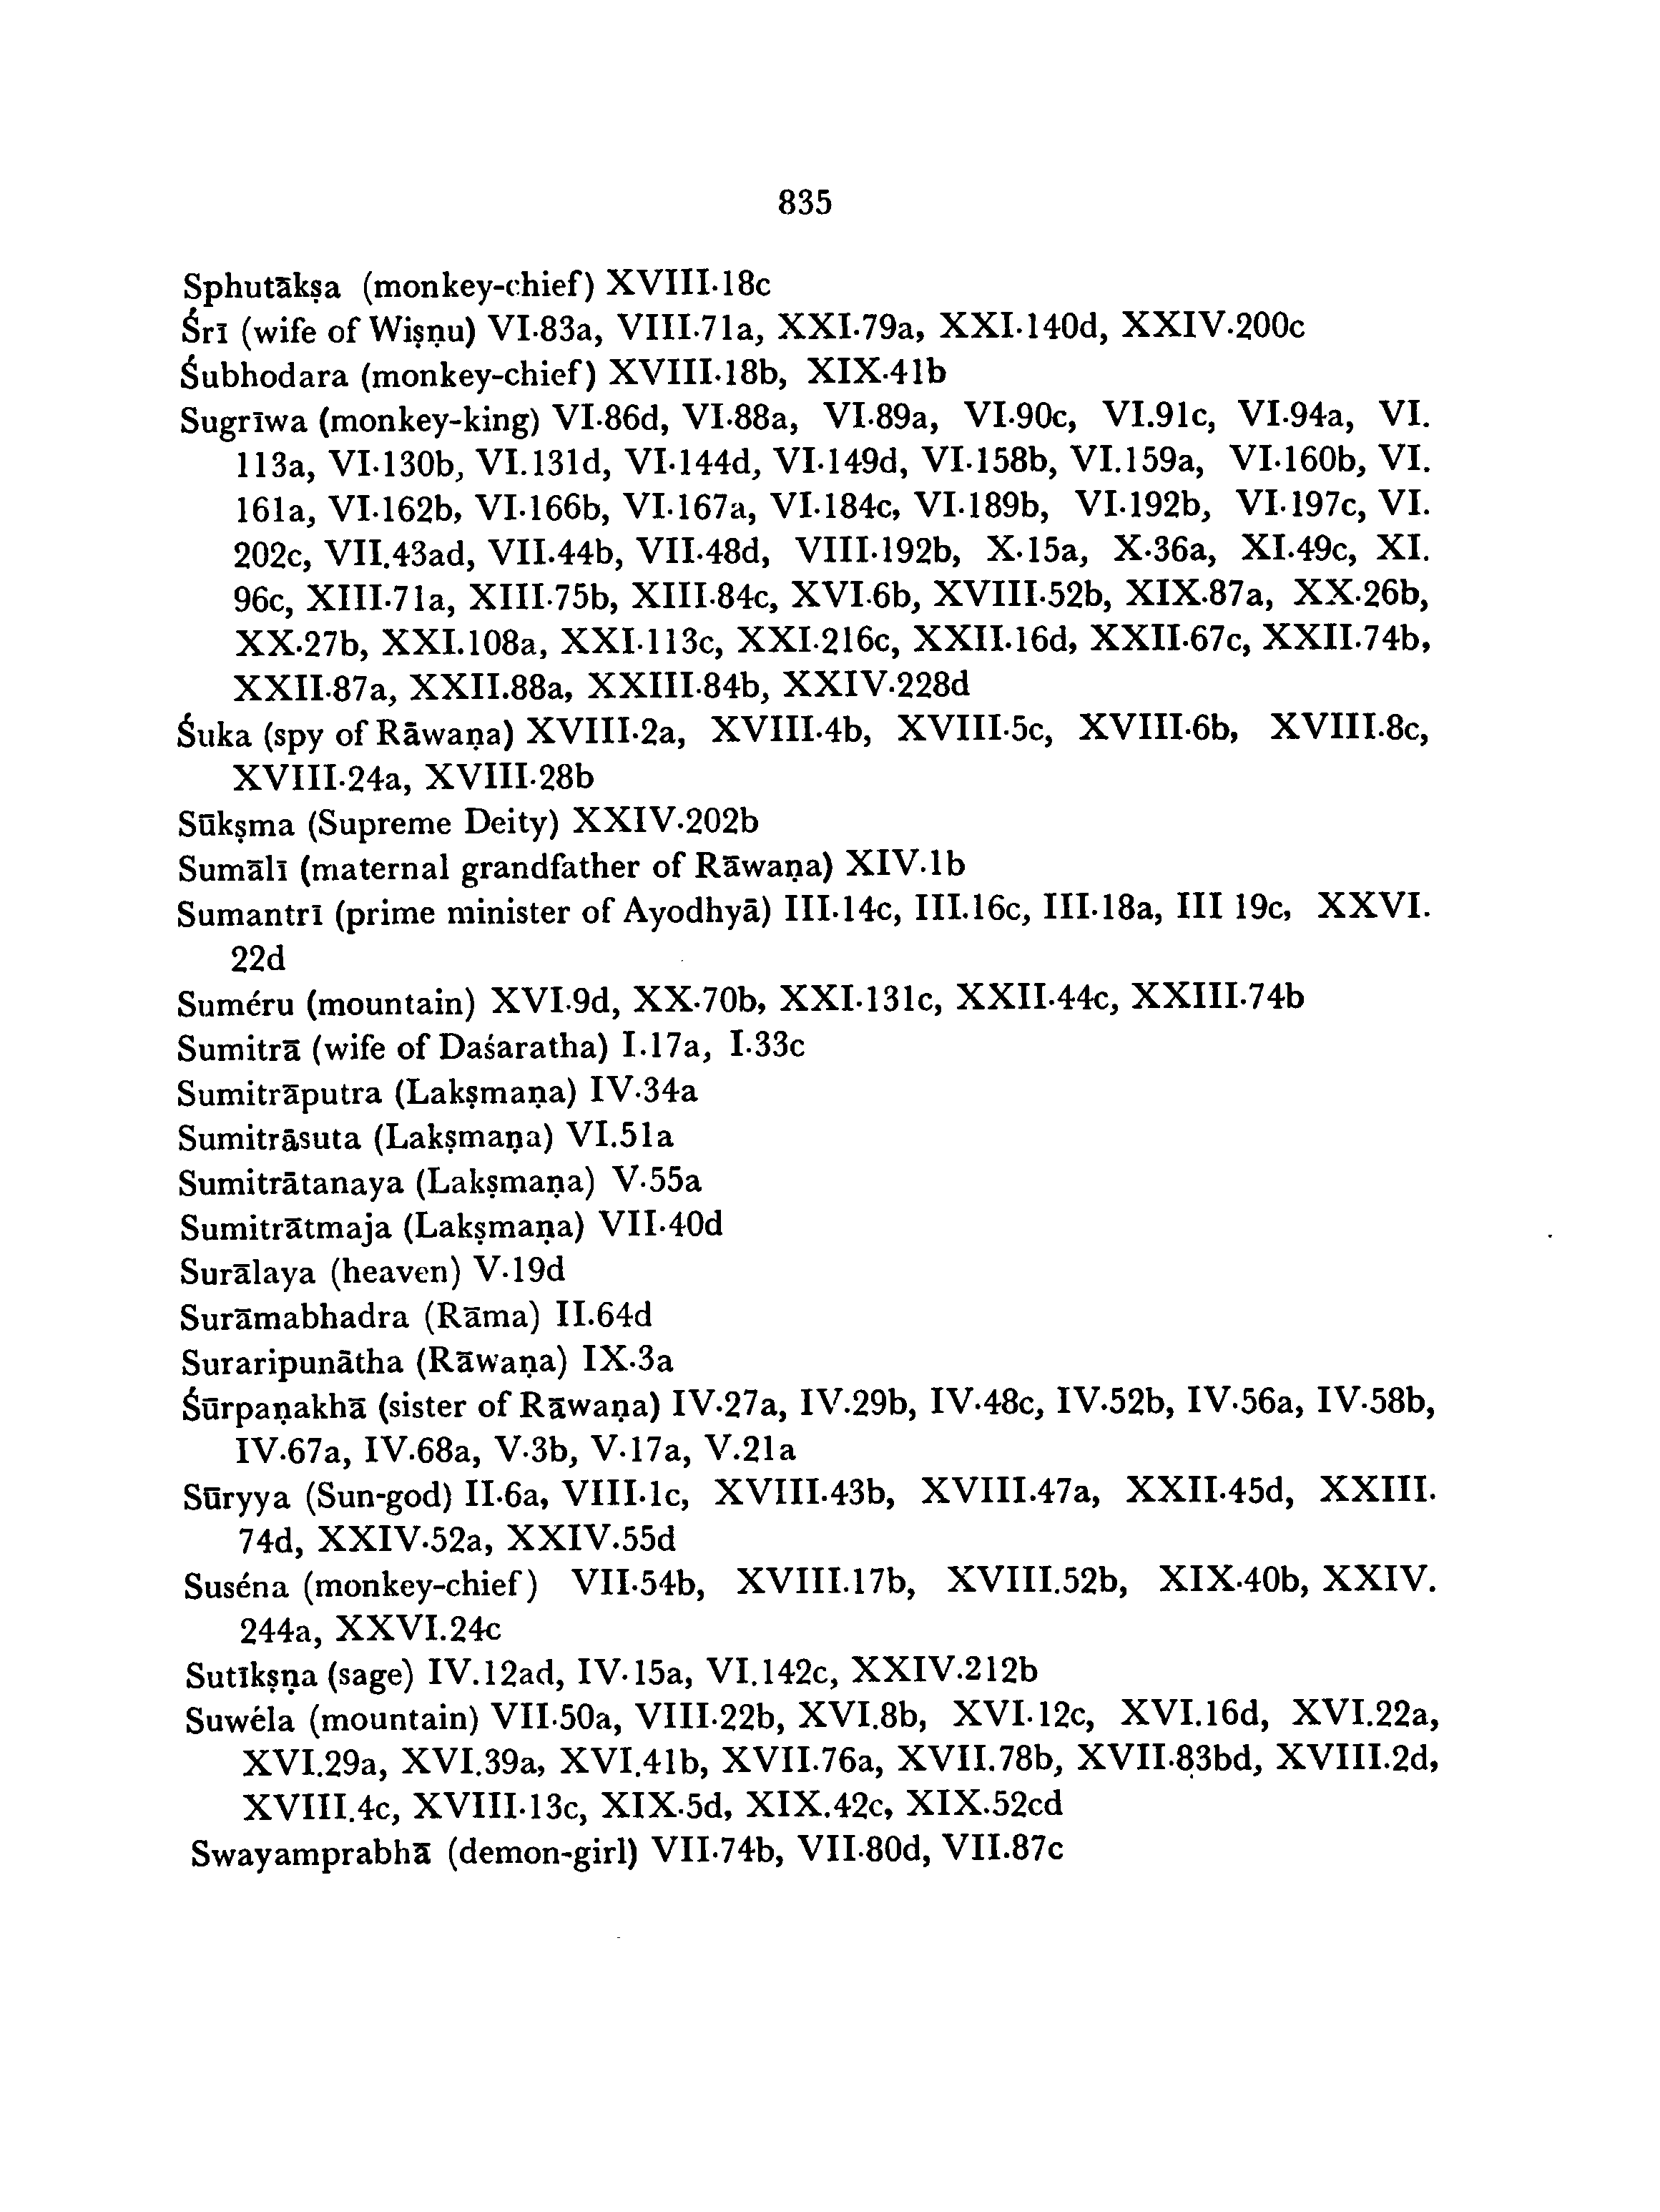 835
Sphutākṣa (monkey-chief) XVIII.18c
Śrī (wife of Wiṣṇu) VI.83a, VIII.71a, XXI.79a, XXI.140d, XXIV.200c
Śubhodara (monkey-chief) XVIII.18b, XIX.41b
Sugrīwa (monkey-king) VI.86d, VI.88a, VI.89a, VI.90c, VI.91c, VI.94a, VI.
113a, VI.130b, VI.131d, VI.144d, VI.149d, VI.158b, VI.159a, VI.160b, VI.
161a, VI.162b, VI.166b, VI.167a, VI.184c, VI.189b, VI.192b, VI.197c, VI.
202c, VII.43ad, VII.44b, VII.48d, VIII.192b, X.15a, X.36a, XI.49c, XI.
96c, XIII.71a, XIII.75b, XIII.84c, XVI.6b, XVIII.52b, XIX.87a, XX.26b,
XX.27b, XXI.108a, XXI.113c, XXI.216c, XXII.16d, XXII.67c, XXII.74b,
XXII.87a, XXII.88a, XXIII.84b, XXIV.228d
Śuka (spy of Rāwaṇa) XVIII.2a, XVIII.4b, XVIII.5c, XVIII.6b, XVIII.8c,
XVIII.24a, XVIII.28b
Sūkṣma (Supreme Deity) XXIV.202b
Sumālī (maternal grandfather of Rāwaṇa) XIV.1b
Sumantrī (prime minister of Ayodhyā) III.14c, III.16c, III.18a, III 19c, XXVI.
22d
Suméru (mountain) XVI.9d, XX.70b, XXI.131c, XXII.44c, XXIII.74b
Sumitrā (wife of Daśaratha) I.17a, I.33c
Sumitrāputra (Lakṣmaṇa) IV.34a
Sumitrāsuta (Lakṣmaṇa) VI.51a
Sumitrātanaya (Lakṣmaṇa) V.55a
Sumitrātmaja (Lakṣmaṇa) VII.40d
Surālaya (heaven) V.19d
Surāmabhadra (Rāma) II.64d
Suraripunātha (Rāwaṇa) IX.3a
Śūrpaṇakhā (sister of Rāwaṇa) IV.27a, IV.29b, IV.48c, IV.52b, IV.56a, IV.58b,
IV.67a, IV.68a, V.3b, V.17a, V.21a
Sūryya (Sun-god) II.6a, VIII.1c, XVIII.43b, XVIII.47a, XXII.45d, XXIII.
74d, XXIV.52a, XXIV.55d
Suséna (monkey-chief) VII.54b, XVIII.17b, XVIII.52b, XIX.40b, XXIV.
244a, XXVI.24c
Sutīkṣṇa (sage) IV.12ad, IV.15a, VI.142c, XXIV.212b
Suwéla (mountain) VII.50a, VIII.22b, XVI.8b, XVI.12c, XVI.16d, XVI.22a,
XVI.29a, XVI.39a, XVI.41b, XVII.76a, XVII.78b, XVII.83bd, XVIII.2d,
XVIII.4c, XVIII.13c, XIX.5d, XIX.42c, XIX.52cd
Swayamprabhā (demon-girl) VII.74b, VII.80d, VII.87c